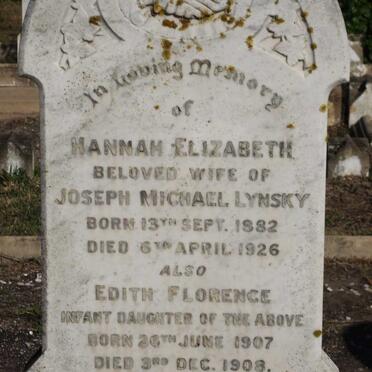 In Loving Memory
of
HANNAH ELIZABETH
BELOVED WIFE OF
JOSEPH MICHAEL LYNSKY
BORN 13TH SEPT. 1882
DIED 6TH APRIL 1926
ALSO
EDITH FLORENCE
INFANT DAUGHTER OF THE ABOVE
BORN 26TH JUNE 1907
DIED 3RD DEC. 1908.